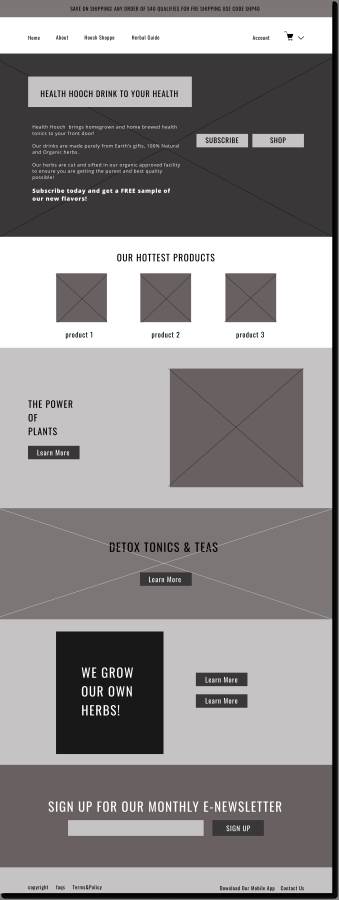 SAVE ON SHIPPING! ANY ORDER OF $40 QUALIFIES FOR FRE SHIPPING USE CODE SHP40
Home About Hooch Shoppe Herbal Guide Account
HEALTH HOOCH DRINK TO YOUR HEALTH
Health Hooch brings homegrown and home brewed health
tonics to your front door!
Our drinks are made purely from Earth's gifts, 100% Natural
and Organic herbs.
Our herbs are cut and sifted in our organic approved facility
to ensure you are getting the purest and best quality
possible!
Subscribe today and get a FREE sample of
our new flavors!
SUBSCRIBE SHOP
OUR HOTTEST PRODUCTS
product 1 product 2 product 3
THE POWER
OF
PLANTS
Learn More
DETOX TONICS & TEAS
Learn More
WE GROW
OUR OWN
HERBS!
Learn More
Learn More
SIGN UP FOR OUR MONTHLY E-NEWSLETTER
SIGN UP
copyright faqs Terms&Policy Download Our Mobile App Contact Us